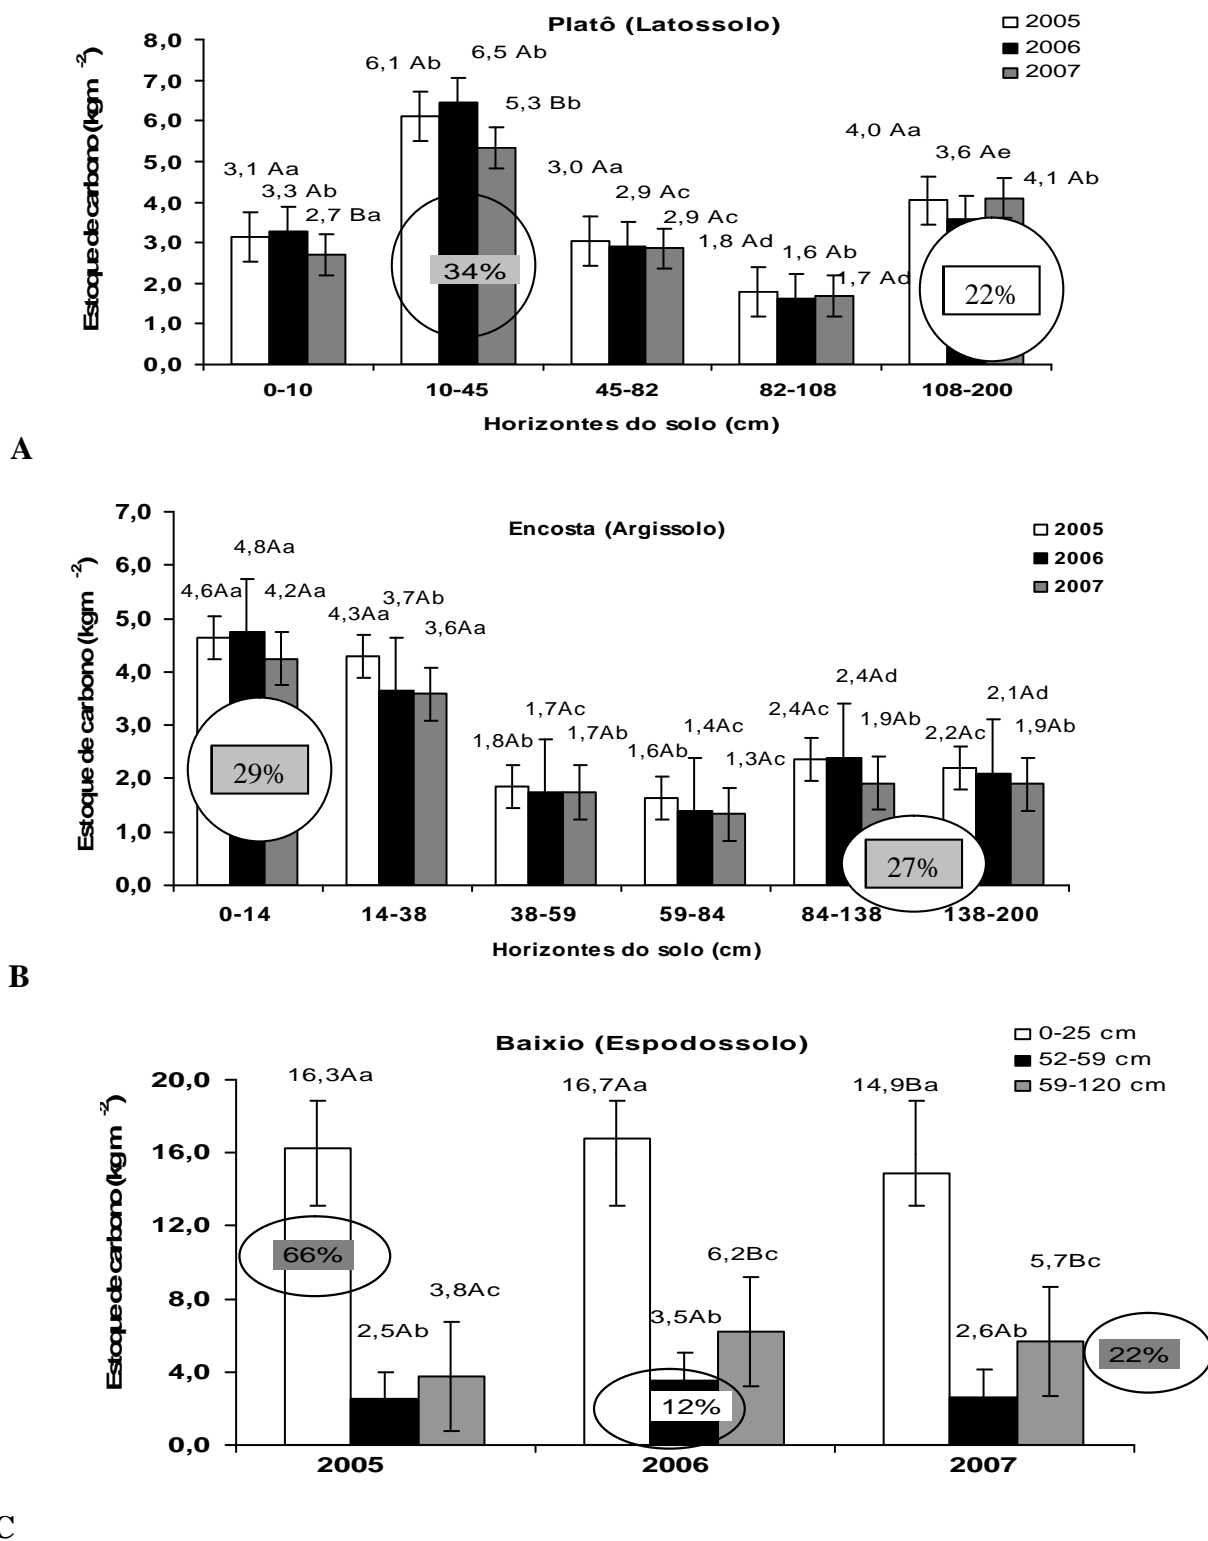 Platô (Latossolo)
2005
2006
2007
Estoque de carbono (kgm -2)
8,0
7,0
6,0
5,0
4,0
3,0
2,0
1,0
0,0
3,1 Aa
3,3 Ab
2,7 Ba
6,1 Ab
6,5 Ab
5,3 Bb
3,0 Aa
2,9 Ac
2,9 Ac
1,8 Ad
1,6 Ab
1,7 Ad
4,0 Aa
3,6 Ae
4,1 Ab
34%
22%
0-10 10-45 45-82 82-108 108-200
Horizontes do solo (cm)
A
Encosta (Argissolo)
2005
2006
2007
Estoque de carbono (kgm -2)
7,0
6,0
5,0
4,0
3,0
2,0
1,0
0,0
4,6Aa
4,8Aa
4,2Aa
4,3Aa
3,7Ab
3,6Aa
1,8Ab
1,7Ac
1,7Ab
1,6Ab
1,4Ac
1,3Ac
2,4Ac
2,4Ad
1,9Ab
2,2Ac
2,1Ad
1,9Ab
29%
27%
0-14 14-38 38-59 59-84 84-138 138-200
Horizontes do solo (cm)
B
Baixio (Espodossolo)
0-25 cm
52-59 cm
59-120 cm
Estoque de carbono (kgm -2)
20,0
16,0
12,0
8,0
4,0
0,0
16,3Aa
2,5Ab
3,8Ac
16,7Aa
3,5Ab
6,2Bc
14,9Ba
2,6Ab
5,7Bc
66%
12%
22%
2005 2006 2007
C